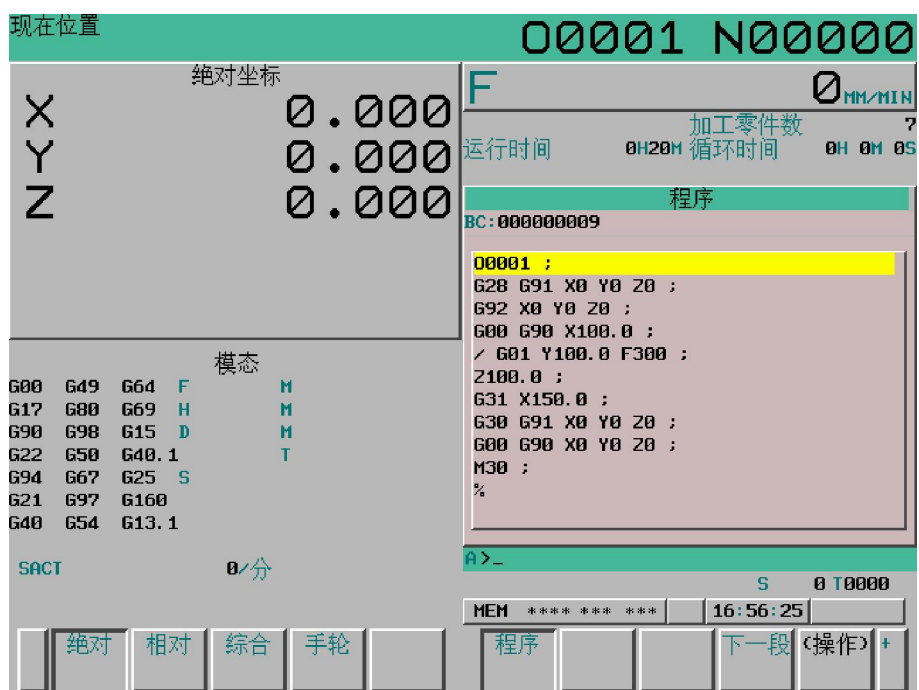 现在位置
O0001 N00000
绝对坐标
X 0.000
Y 0.000
Z 0.000
F 0 MM/MIN
加工零件数 7
运行时间 0H20M 循环时间 0H 0M 0S
程序
BC:000000009
O0001 ;
G28 G91 X0 Y0 Z0 ;
G92 X0 Y0 Z0 ;
G00 G90 X100.0 ;
/ G01 Y100.0 F300 ;
Z100.0 ;
G31 X150.0 ;
G30 G91 X0 Y0 Z0 ;
G00 G90 X0 Y0 Z0 ;
M30 ;
%
模态
G00 G49 G64 F M
G17 G80 G69 H M
G90 G98 G15 D M
G22 G50 G40.1 T
G94 G67 G25 S
G21 G97 G160
G40 G54 G13.1
SACT 0/分
A>_
S 0 T0000
MEM **** *** *** 16:56:25
绝对 相对 综合 手轮 程序 下一段 (操作) +